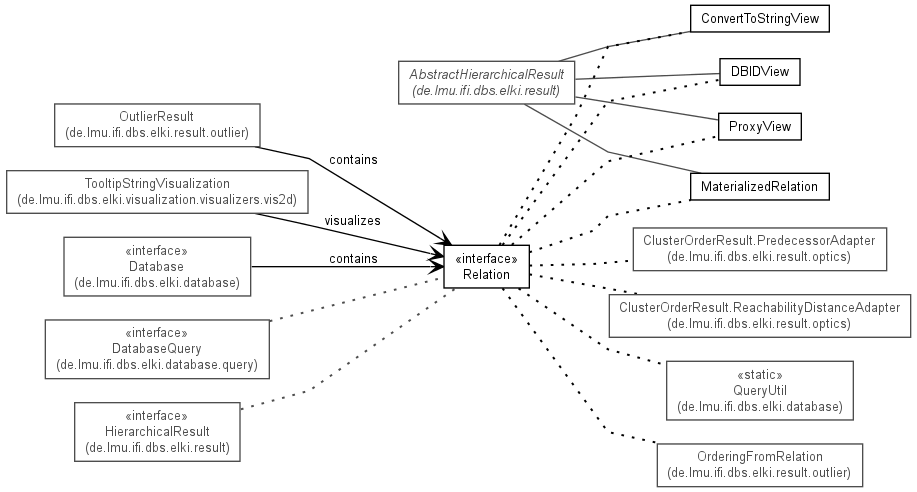 ConvertToStringView
AbstractHierarchicalResult
(de.lmu.ifi.dbs.elki.result)
DBIDView
ProxyView
MaterializedRelation
OutlierResult
(de.lmu.ifi.dbs.elki.result.outlier)
contains
TooltipStringVisualization
(de.lmu.ifi.dbs.elki.visualization.visualizers.vis2d)
visualizes
«interface»
Database
(de.lmu.ifi.dbs.elki.database)
contains
«interface»
Relation
ClusterOrderResult.PredecessorAdapter
(de.lmu.ifi.dbs.elki.result.optics)
ClusterOrderResult.ReachabilityDistanceAdapter
(de.lmu.ifi.dbs.elki.result.optics)
«interface»
DatabaseQuery
(de.lmu.ifi.dbs.elki.database.query)
«static»
QueryUtil
(de.lmu.ifi.dbs.elki.database)
«interface»
HierarchicalResult
(de.lmu.ifi.dbs.elki.result)
OrderingFromRelation
(de.lmu.ifi.dbs.elki.result.outlier)